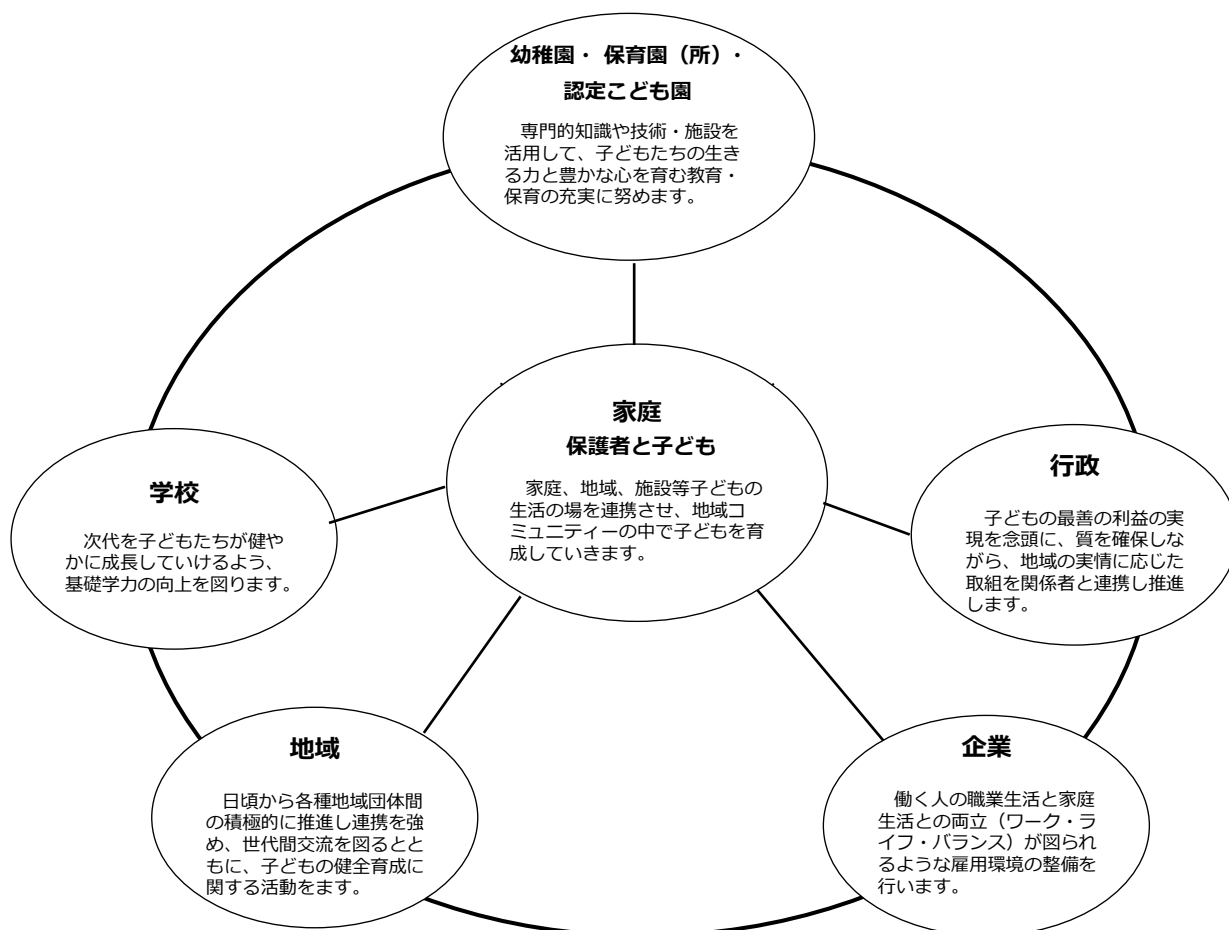 幼稚園・ 保育園（所）・
認定こども園
専門的知識や技術・施設を
活用して、子どもたちの生き
る力と豊かな心を育む教育・
保育の充実に努めます。
家庭
保護者と子ども
家庭、地域、施設等子どもの
生活の場を連携させ、地域コ
ミュニティーの中で子どもを育
成していきます。
学校
次代を子どもたちが健や
かに成長していけるよう、
基礎学力の向上を図ります。
行政
子どもの最善の利益の実
現を念頭に、質を確保しな
がら、地域の実情に応じた
取組を関係者と連携し推進
します。
地域
日頃から各種地域団体間
の積極的に推進し連携を強
め、世代間交流を図るとと
もに、子どもの健全育成に
関する活動をます。
企業
働く人の職業生活と家庭
生活との両立（ワーク・ラ
イフ・バランス）が図られ
るような雇用環境の整備を
行います。